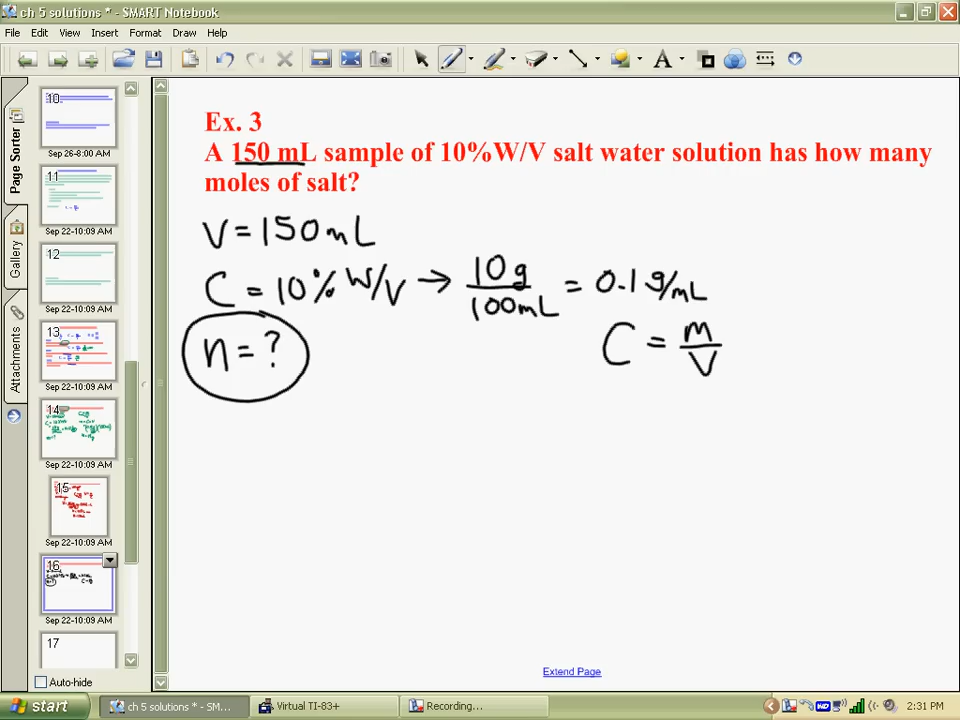 ch 5 solutions * - SMART Notebook
File Edit View Insert Format Draw Help
Page Sorter
Gallery
Attachments
10
Sep 26-8:00 AM
11
Sep 22-10:09 AM
12
Sep 22-10:09 AM
13
Sep 22-10:09 AM
14
Sep 22-10:09 AM
15
Sep 22-10:09 AM
16
Sep 22-10:09 AM
17
Auto-hide
Ex. 3
A 150 mL sample of 10%W/V salt water solution has how many
moles of salt?
V = 150mL
C = 10% W/V → 10g/100mL = 0.1 g/mL
n = ?
C = m/V
Extend Page
start
ch 5 solutions * - SM...
Virtual TI-83+
Recording...
2:31 PM